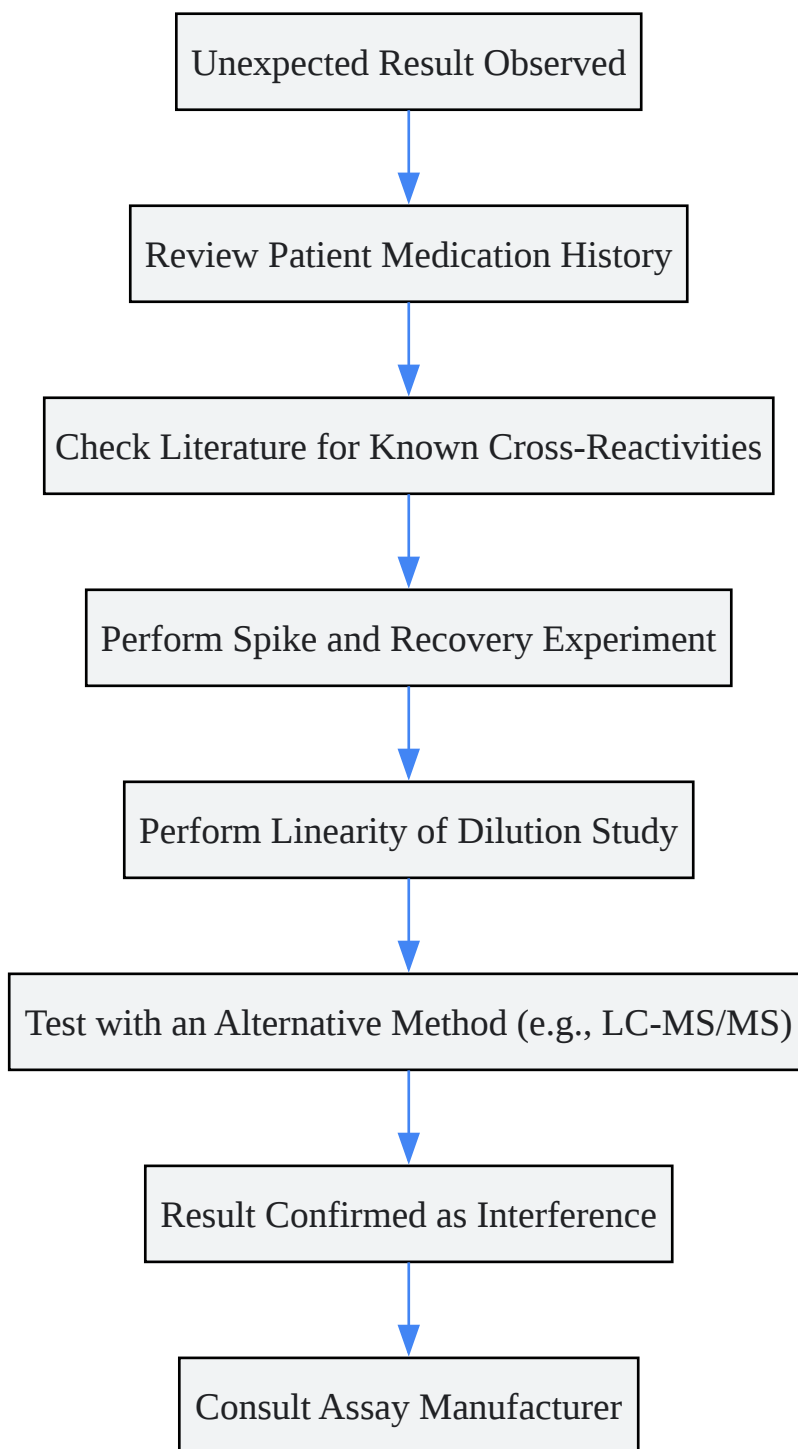 Unexpected Result Observed
Review Patient Medication History
Check Literature for Known Cross-Reactivities
Perform Spike and Recovery Experiment
Perform Linearity of Dilution Study
Test with an Alternative Method (e.g., LC-MS/MS)
Result Confirmed as Interference
Consult Assay Manufacturer